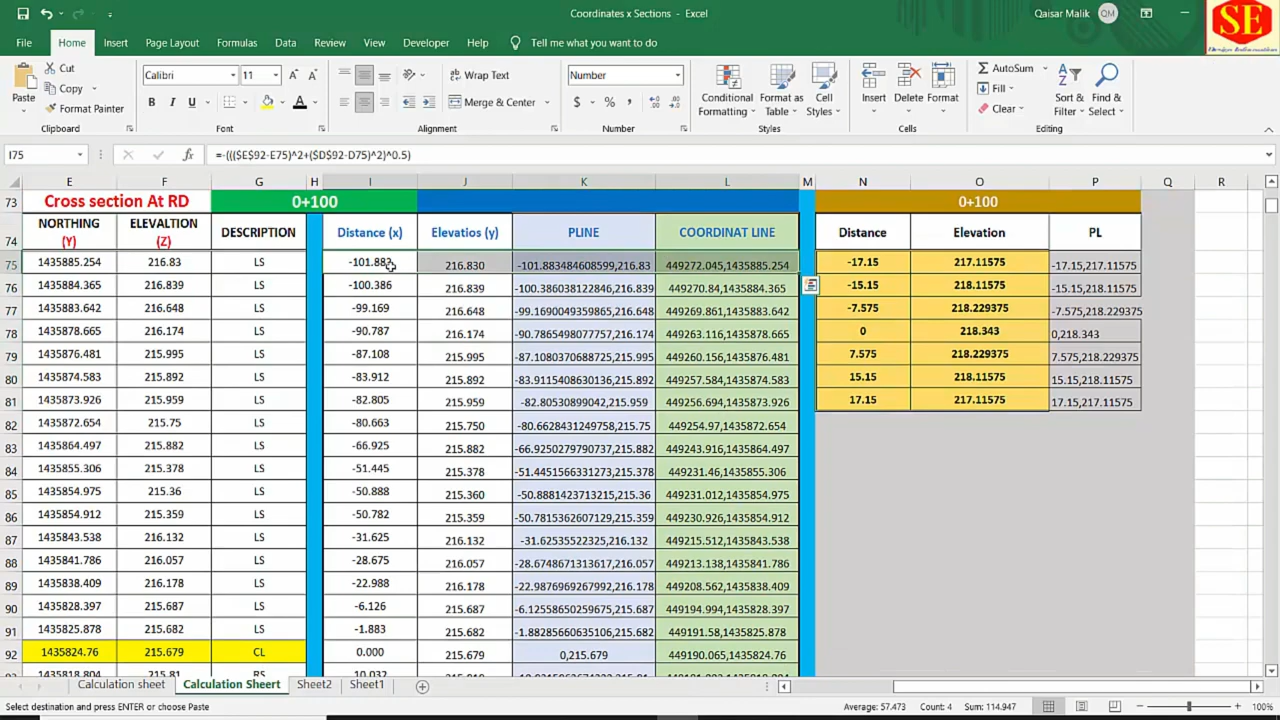 Coordinates x Sections - Excel
Qaisar Malik QM
SE
File Home Insert Page Layout Formulas Data Review View Developer Help Tell me what you want to do
Paste Cut Copy Format Painter Clipboard
Calibri 11 B I U A Font
Wrap Text Merge & Center Alignment
Number $ % , Number
Conditional Formatting Format as Table Cell Styles Styles
Insert Delete Format Cells
AutoSum Fill Clear Sort & Filter Find & Select Editing
I75 fx =-((($E$92-E75)^2+($D$92-D75)^2)^0.5)
E F G H I J K L M N O P Q R
73 Cross section At RD 0+100 0+100
74 NORTHING (Y) ELEVALTION (Z) DESCRIPTION Distance (x) Elevatios (y) PLINE COORDINAT LINE Distance Elevation PL
75 1435885.254 216.83 LS -101.883 216.830 -101.883484608599,216.83 449272.045,1435885.254 -17.15 217.11575 -17.15,217.11575
76 1435884.365 216.839 LS -100.386 216.839 -100.386038122846,216.839 449270.84,1435884.365 -15.15 218.11575 -15.15,218.11575
77 1435883.642 216.648 LS -99.169 216.648 -99.1690049359865,216.648 449269.861,1435883.642 -7.575 218.229375 -7.575,218.229375
78 1435878.665 216.174 LS -90.787 216.174 -90.7865498077757,216.174 449263.116,1435878.665 0 218.343 0,218.343
79 1435876.481 215.995 LS -87.108 215.995 -87.1080370688725,215.995 449260.156,1435876.481 7.575 218.229375 7.575,218.229375
80 1435874.583 215.892 LS -83.912 215.892 -83.9115408630136,215.892 449257.584,1435874.583 15.15 218.11575 15.15,218.11575
81 1435873.926 215.959 LS -82.805 215.959 -82.80530899042,215.959 449256.694,1435873.926 17.15 217.11575 17.15,217.11575
82 1435872.654 215.75 LS -80.663 215.750 -80.6628431249758,215.75 449254.97,1435872.654
83 1435864.497 215.882 LS -66.925 215.882 -66.9250279790737,215.882 449243.916,1435864.497
84 1435855.306 215.378 LS -51.445 215.378 -51.4451566331273,215.378 449231.46,1435855.306
85 1435854.975 215.36 LS -50.888 215.360 -50.8881423713215,215.36 449231.012,1435854.975
86 1435854.912 215.359 LS -50.782 215.359 -50.7815362607129,215.359 449230.926,1435854.912
87 1435843.538 216.132 LS -31.625 216.132 -31.62535522325,216.132 449215.512,1435843.538
88 1435841.786 216.057 LS -28.675 216.057 -28.6748671313617,216.057 449213.138,1435841.786
89 1435838.409 216.178 LS -22.988 216.178 -22.9876969267992,216.178 449208.562,1435838.409
90 1435828.397 215.687 LS -6.126 215.687 -6.12558650259675,215.687 449194.994,1435828.397
91 1435825.878 215.682 LS -1.883 215.682 -1.88285660635106,215.682 449191.58,1435825.878
92 1435824.76 215.679 CL 0.000 215.679 0,215.679 449190.065,1435824.76
1435818.804 215.81 RS 10.032
Calculation sheet Calculation Sheert Sheet2 Sheet1
Select destination and press ENTER or choose Paste Average: 57.473 Count: 4 Sum: 114.947 100%